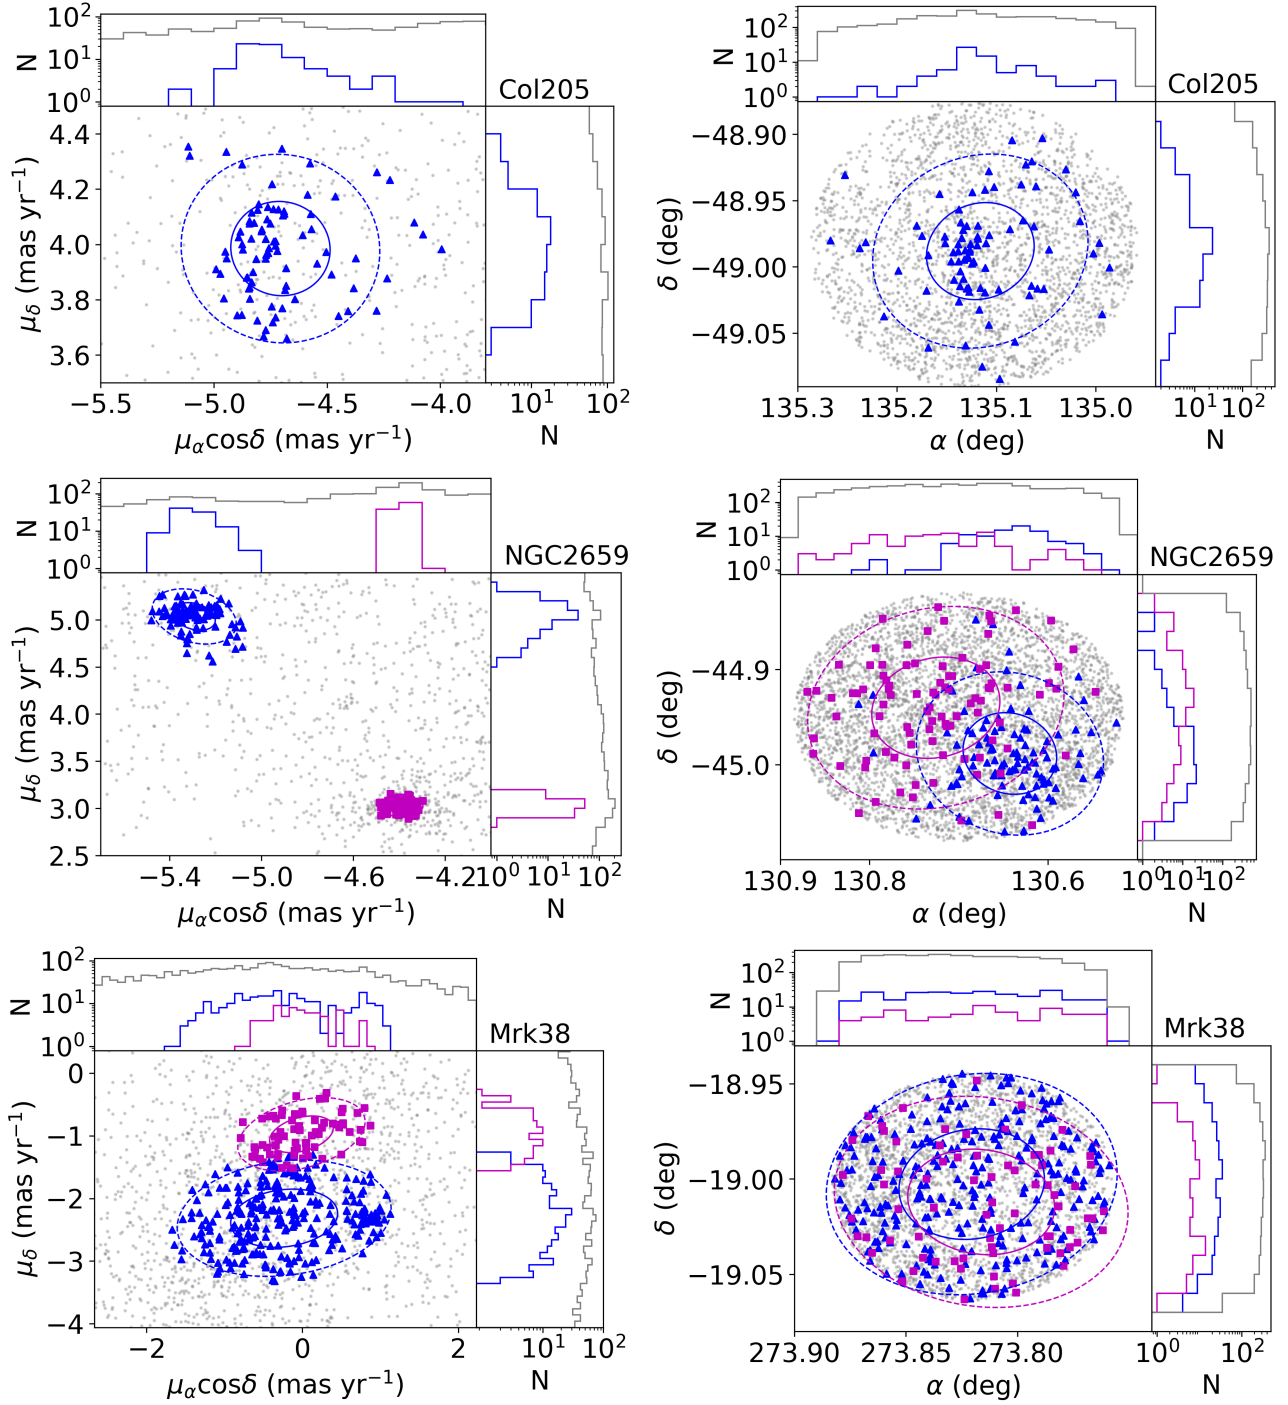 10² 10¹ 10⁰ N Col205
4.4 4.2 4.0 3.8 3.6
μδ (mas yr⁻¹)
−5.5 −5.0 −4.5 −4.0 10¹ 10²
μαcosδ (mas yr⁻¹) N
10² 10¹ 10⁰ N Col205
−48.90 −48.95 −49.00 −49.05
δ (deg)
135.3 135.2 135.1 135.0 10¹ 10²
α (deg) N
10² 10¹ 10⁰ N NGC2659
5.0 4.5 4.0 3.5 3.0 2.5
μδ (mas yr⁻¹)
−5.4 −5.0 −4.6 −4.2 10⁰ 10¹ 10²
μαcosδ (mas yr⁻¹) N
10² 10¹ 10⁰ N NGC2659
−44.9 −45.0
δ (deg)
130.9 130.8 130.6 10⁰ 10¹ 10²
α (deg) N
10² 10¹ 10⁰ N Mrk38
0 −1 −2 −3 −4
μδ (mas yr⁻¹)
−2 0 2 10¹ 10²
μαcosδ (mas yr⁻¹) N
10² 10¹ 10⁰ N Mrk38
−18.95 −19.00 −19.05
δ (deg)
273.90 273.85 273.80 10⁰ 10²
α (deg) N